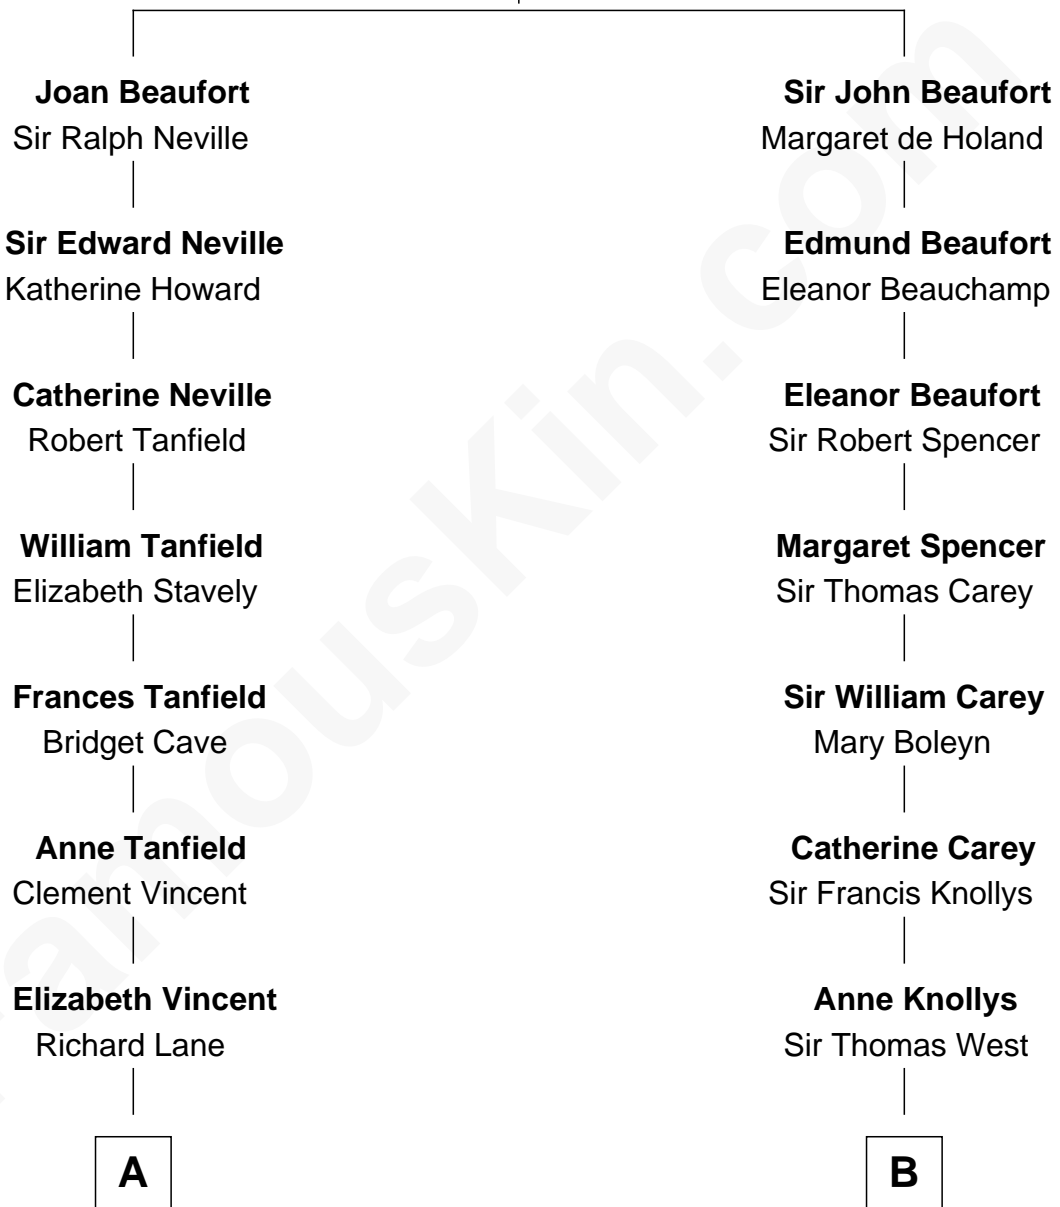 Joan Beaufort
Sir Ralph Neville
Sir John Beaufort
Margaret de Holand
Sir Edward Neville
Katherine Howard
Edmund Beaufort
Eleanor Beauchamp
Catherine Neville
Robert Tanfield
Eleanor Beaufort
Sir Robert Spencer
William Tanfield
Elizabeth Stavely
Margaret Spencer
Sir Thomas Carey
Frances Tanfield
Bridget Cave
Sir William Carey
Mary Boleyn
Anne Tanfield
Clement Vincent
Catherine Carey
Sir Francis Knollys
Elizabeth Vincent
Richard Lane
Anne Knollys
Sir Thomas West
A
B
FamousKin.com